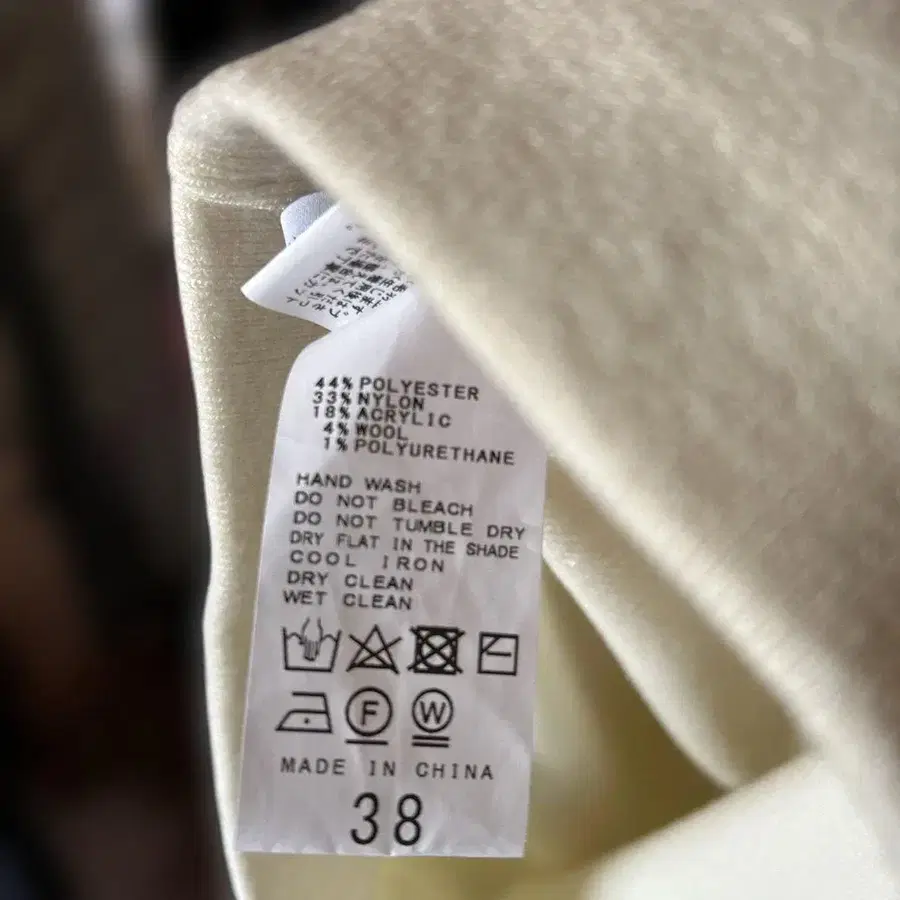 44% POLYESTER
33% NYLON
18% ACRYLIC
4% WOOL
1% POLYURETHANE
HAND WASH
DO NOT BLEACH
DO NOT TUMBLE DRY
DRY FLAT IN THE SHADE
COOL IRON
DRY CLEAN
WET CLEAN
F W
MADE IN CHINA
38